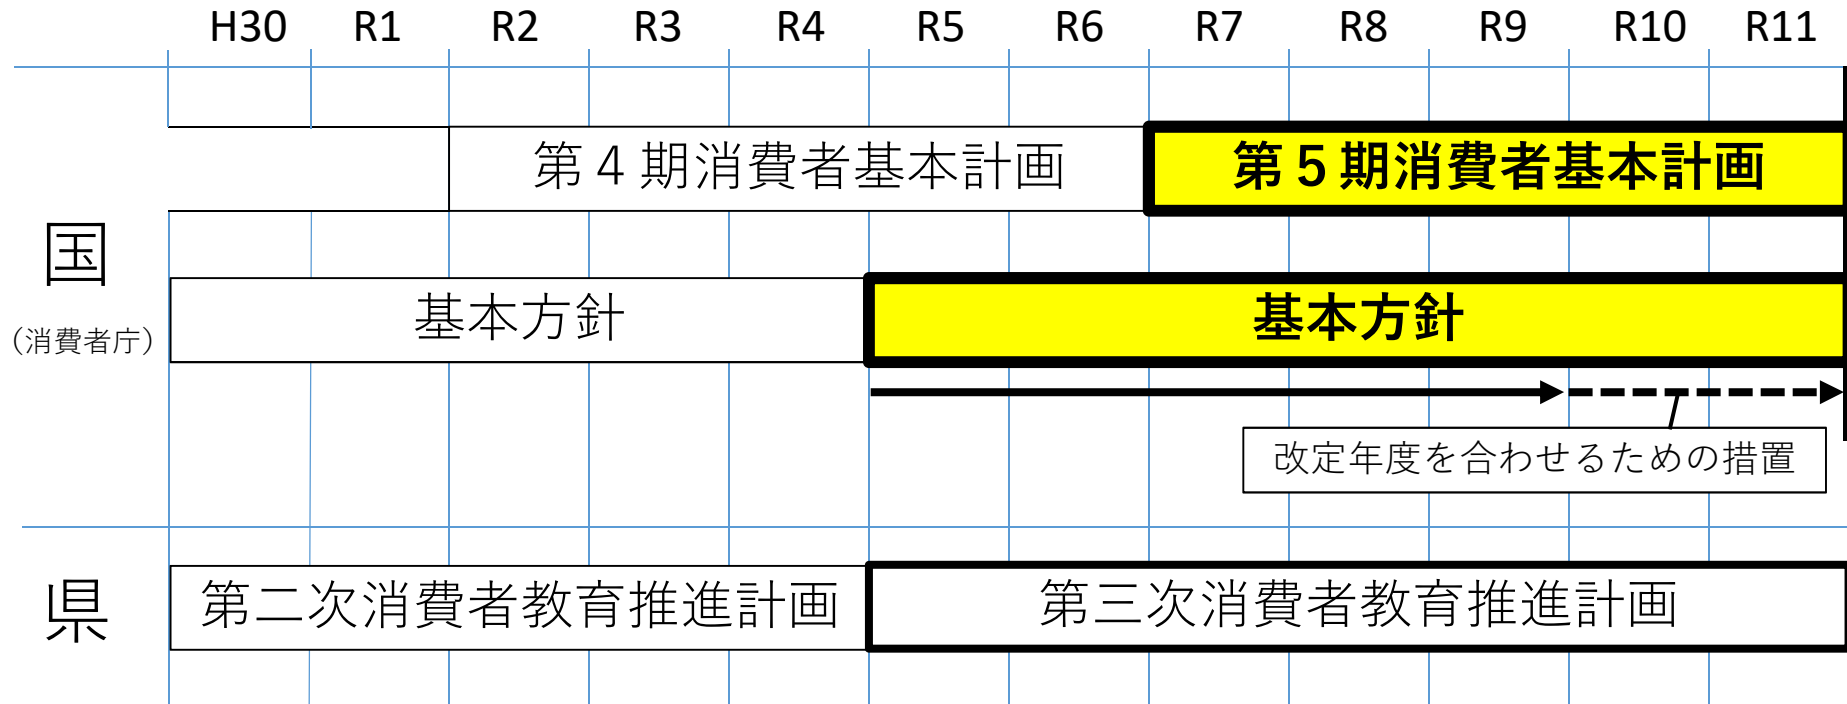 H30 R1 R2 R3 R4 R5 R6 R7 R8 R9 R10 R11
第４期消費者基本計画 第５期消費者基本計画
国
(消費者庁)
基本方針 基本方針
改定年度を合わせるための措置
県
第二次消費者教育推進計画 第三次消費者教育推進計画